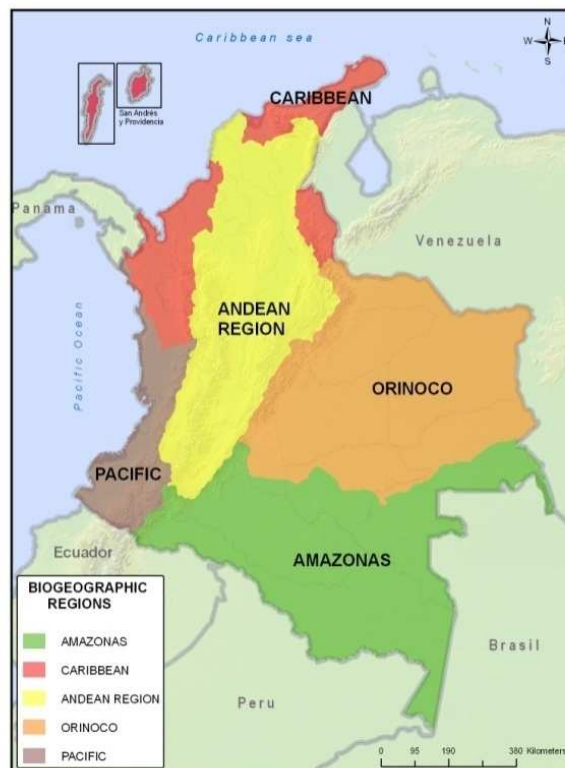 Caribbean sea
N
W
E
S
San Andrés
y Providencia
CARIBBEAN
Panama
Venezuela
ANDEAN
REGION
Pacific Ocean
ORINOCO
PACIFIC
Ecuador
AMAZONAS
Brasil
Peru
BIOGEOGRAPHIC
REGIONS
AMAZONAS
CARIBBEAN
ANDEAN REGION
ORINOCO
PACIFIC
0 95 190 380 Kilometers